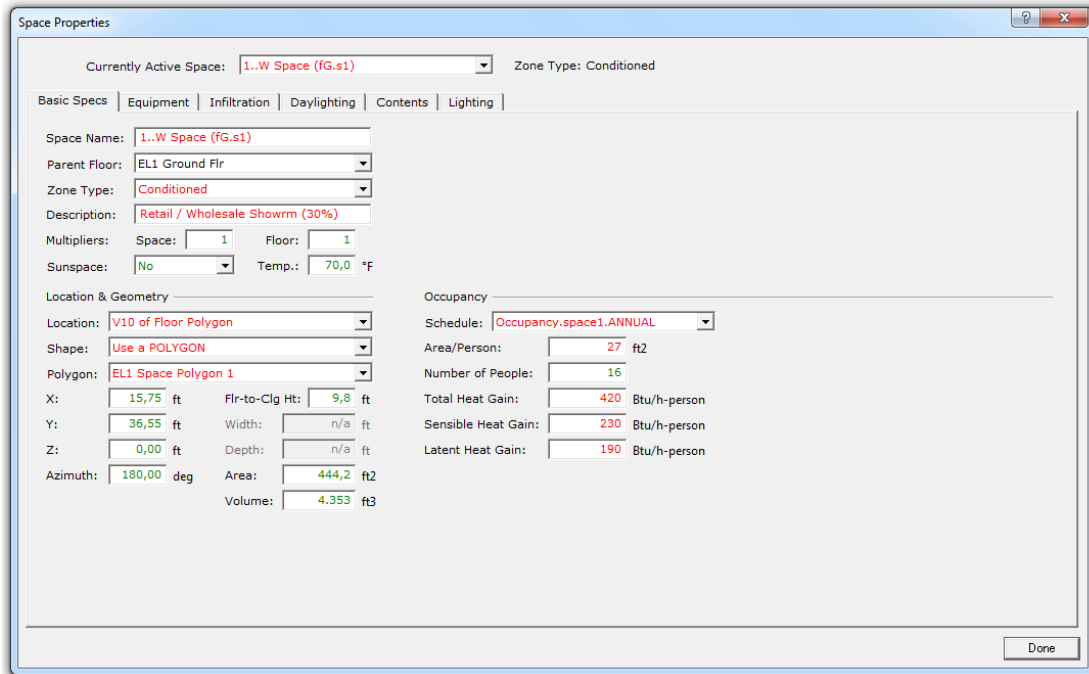 Space Properties
Currently Active Space: 1..W Space (fG.s1) Zone Type: Conditioned
Basic Specs Equipment Infiltration Daylighting Contents Lighting
Space Name: 1..W Space (fG.s1)
Parent Floor: EL1 Ground Flr
Zone Type: Conditioned
Description: Retail / Wholesale Showrm (30%)
Multipliers: Space: 1 Floor: 1
Sunspace: No Temp.: 70,0 °F
Location & Geometry Occupancy
Location: V10 of Floor Polygon Schedule: Occupancy.space1.ANNUAL
Shape: Use a POLYGON Area/Person: 27 ft2
Polygon: EL1 Space Polygon 1 Number of People: 16
X: 15,75 ft Flr-to-Clg Ht: 9,8 ft Total Heat Gain: 420 Btu/h-person
Y: 36,55 ft Width: n/a ft Sensible Heat Gain: 230 Btu/h-person
Z: 0,00 ft Depth: n/a ft Latent Heat Gain: 190 Btu/h-person
Azimuth: 180,00 deg Area: 444,2 ft2
Volume: 4.353 ft3
Done